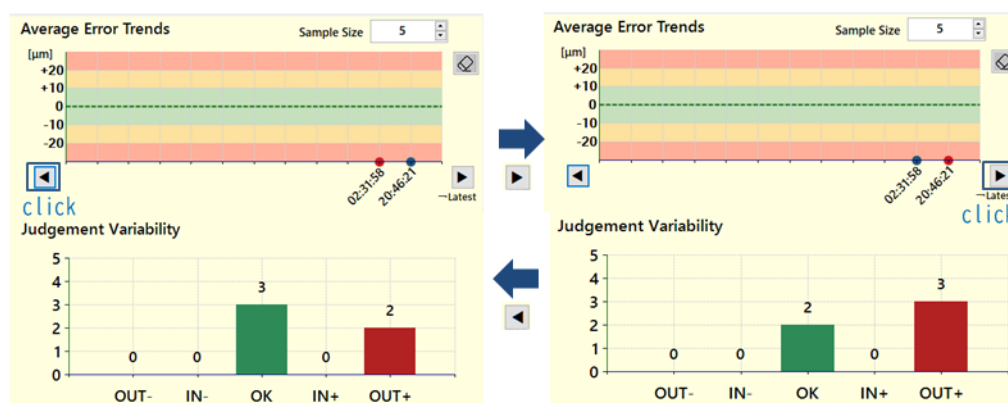 Average Error Trends
Sample Size 5
[μm]
+20
+10
0
-10
-20
02:31:58
20:46:21
→Latest
click
Judgement Variability
5
4
3
2
1
0
0
0
3
0
2
OUT- IN- OK IN+ OUT+
Average Error Trends
Sample Size 5
[μm]
+20
+10
0
-10
-20
02:31:58
20:46:21
click
Judgement Variability
5
4
3
2
1
0
0
0
2
0
3
OUT- IN- OK IN+ OUT+